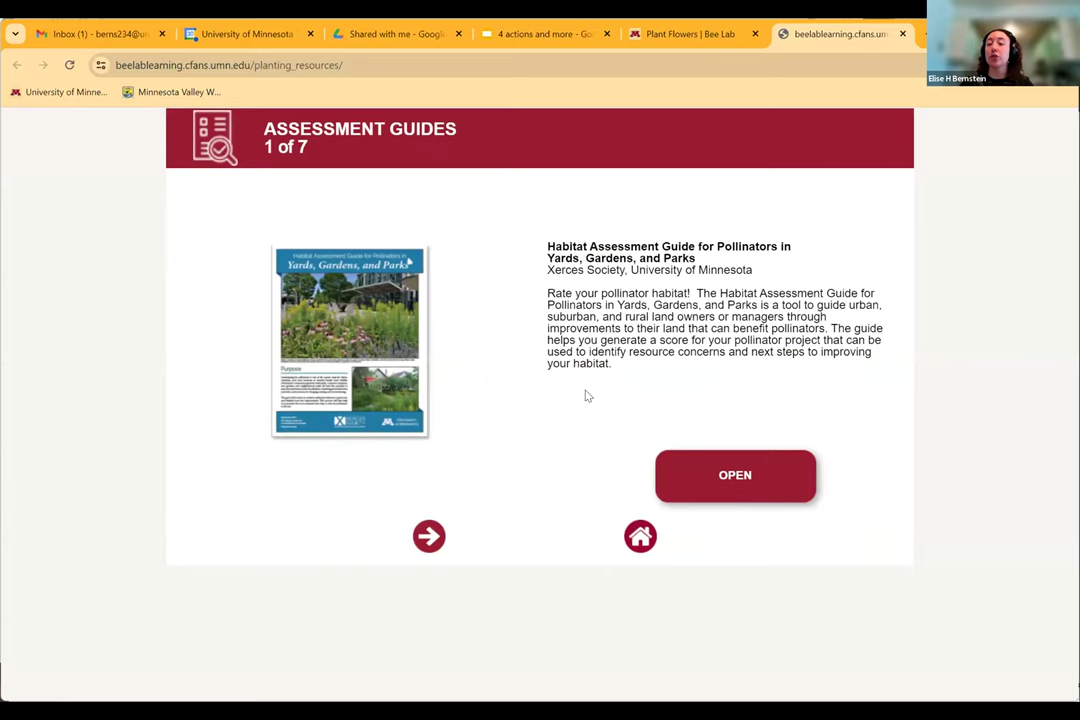 Inbox (1) - berns234@un
University of Minnesota
Shared with me - Google
4 actions and more - Go
Plant Flowers | Bee Lab
beelablearning.cfans.umn
beelablearning.cfans.umn.edu/planting_resources/
University of Minne...
Minnesota Valley W...
Elise H Bernstein
ASSESSMENT GUIDES
1 of 7
Habitat Assessment Guide for Pollinators in
Yards, Gardens, and Parks
Purpose
Habitat Assessment Guide for Pollinators in
Yards, Gardens, and Parks
Xerces Society, University of Minnesota
Rate your pollinator habitat! The Habitat Assessment Guide for
Pollinators in Yards, Gardens, and Parks is a tool to guide urban,
suburban, and rural land owners or managers through
improvements to their land that can benefit pollinators. The guide
helps you generate a score for your pollinator project that can be
used to identify resource concerns and next steps to improving
your habitat.
OPEN